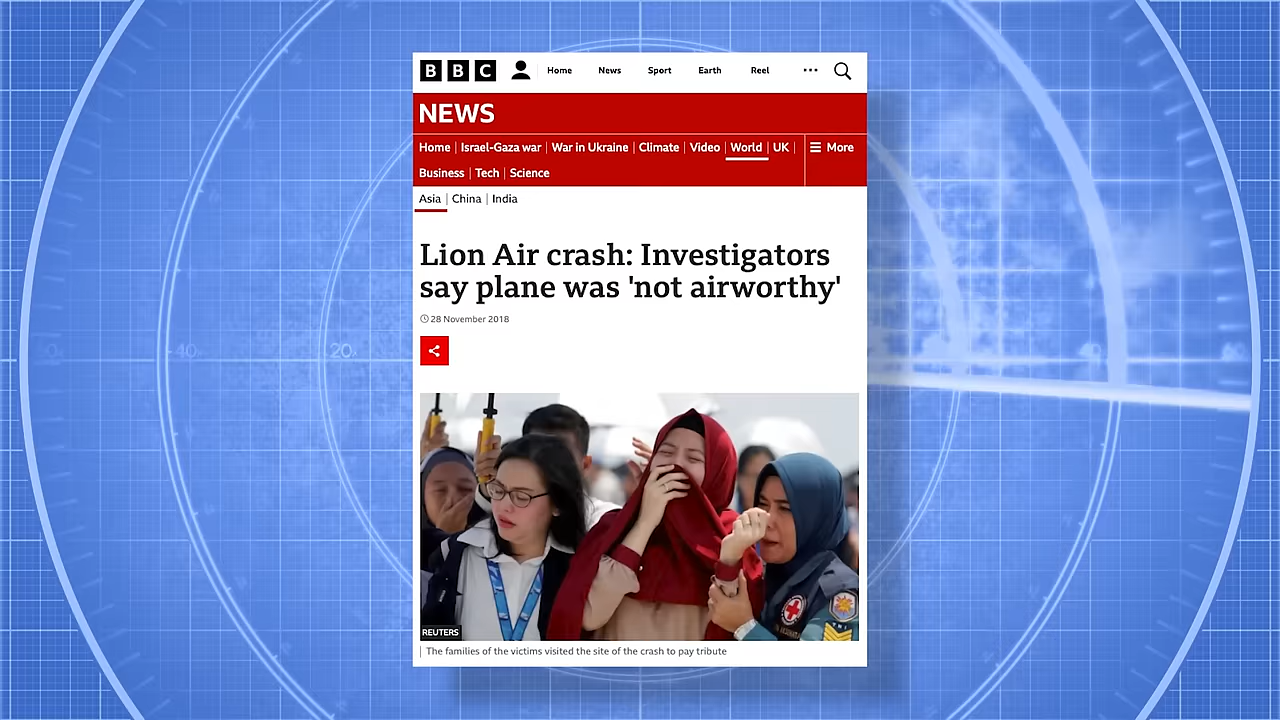 BBC Home News Sport Earth Reel
NEWS
Home Israel-Gaza war War in Ukraine Climate Video World UK More
Business Tech Science
Asia China India
Lion Air crash: Investigators
say plane was 'not airworthy'
28 November 2018
40 20
REUTERS
The families of the victims visited the site of the crash to pay tribute